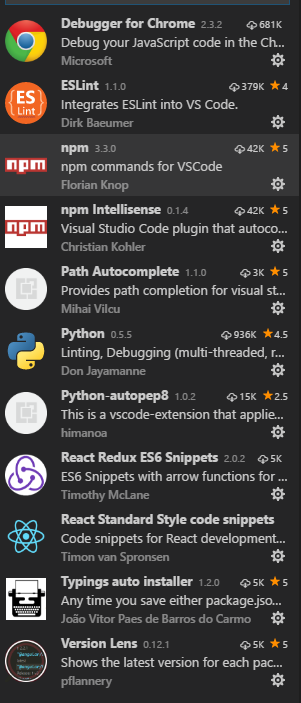 Debugger for Chrome 2.3.2 681K
Debug your JavaScript code in the Ch...
Microsoft
ES
Lint
ESLint 1.1.0 379K ★ 4
Integrates ESLint into VS Code.
Dirk Baeumer
npm
npm 3.3.0 42K ★ 5
npm commands for VSCode
Florian Knop
npm
npm Intellisense 0.1.4 42K ★ 5
Visual Studio Code plugin that autoco...
Christian Kohler
Path Autocomplete 1.1.0 3K ★ 5
Provides path completion for visual st...
Mihai Vilcu
Python 0.5.5 936K ★ 4.5
Linting, Debugging (multi-threaded, r...
Don Jayamanne
Python-autopep8 1.0.2 15K ★ 2.5
This is a vscode-extension that applie...
himanoa
React Redux ES6 Snippets 2.0.2 5K
ES6 Snippets with arrow functions for ...
Timothy McLane
React Standard Style code snippets
Code snippets for React development...
Timon van Spronsen
Typings auto installer 1.2.0 5K ★ 5
Any time you save either package.jso...
João Vitor Paes de Barros do Carmo
Version Lens 0.12.1 5K ★ 5
Shows the latest version for each pac...
pflannery